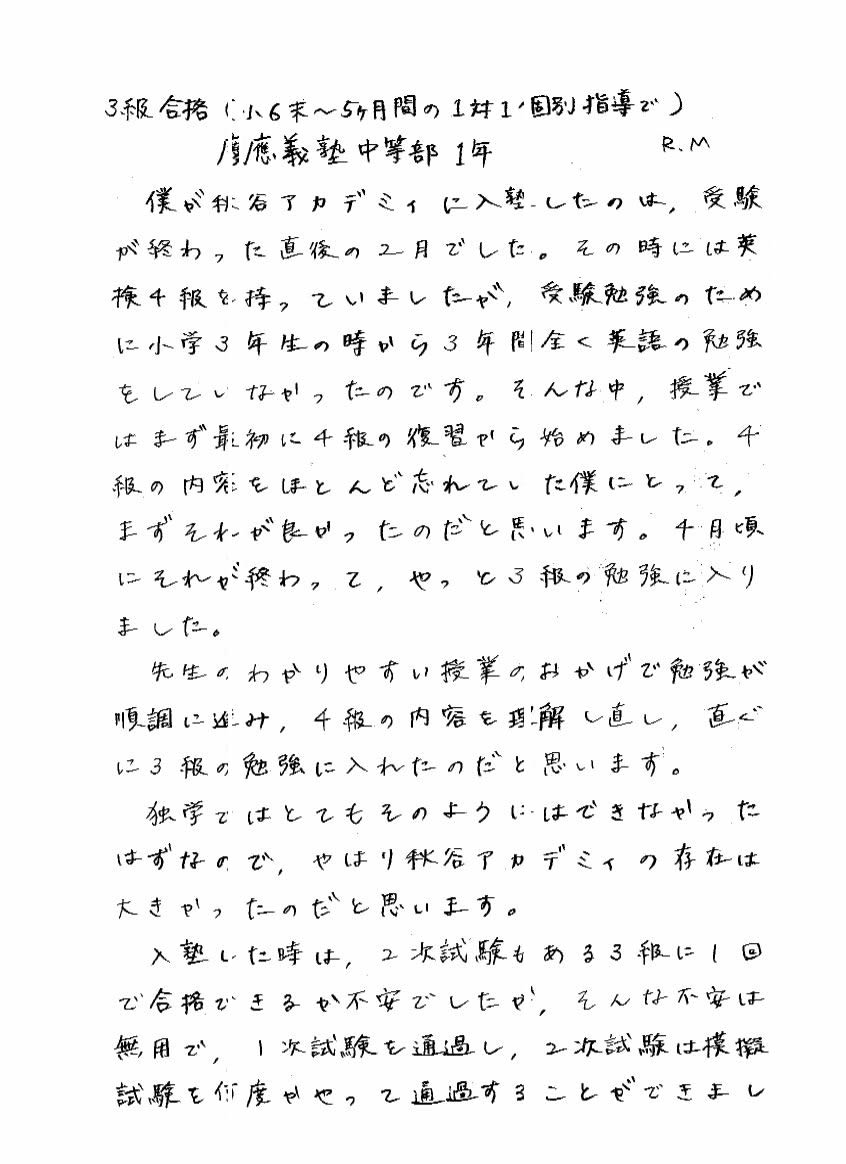 3級合格(小6末～5ヶ月間の1対1個別指導で)
慶應義塾中等部1年 R.M
僕が秋谷アカデミィに入塾したのは,受験
が終わった直後の2月でした。その時には英
検4級を持っていましたが,受験勉強のため
に小学3年生の時から3年間全く英語の勉強
をしていなかったのです。そんな中,授業で
はまず最初に4級の復習から始めました。4
級の内容をほとんど忘れていた僕にとって,
まずそれが良かったのだと思います。4月頃
にそれが終わって,やっと3級の勉強に入り
ました。
先生のわかりやすい授業のおかげで勉強が
順調に進み,4級の内容を理解し直し,直ぐ
に3級の勉強に入れたのだと思います。
独学ではとてもそのようにはできなかった
はずなので,やはり秋谷アカデミィの存在は
大きかったのだと思います。
入塾した時は,2次試験もある3級に1回
で合格できるか不安でしたが,そんな不安は
無用で,1次試験を通過し,2次試験は模擬
試験を何度かやって通過することができまし